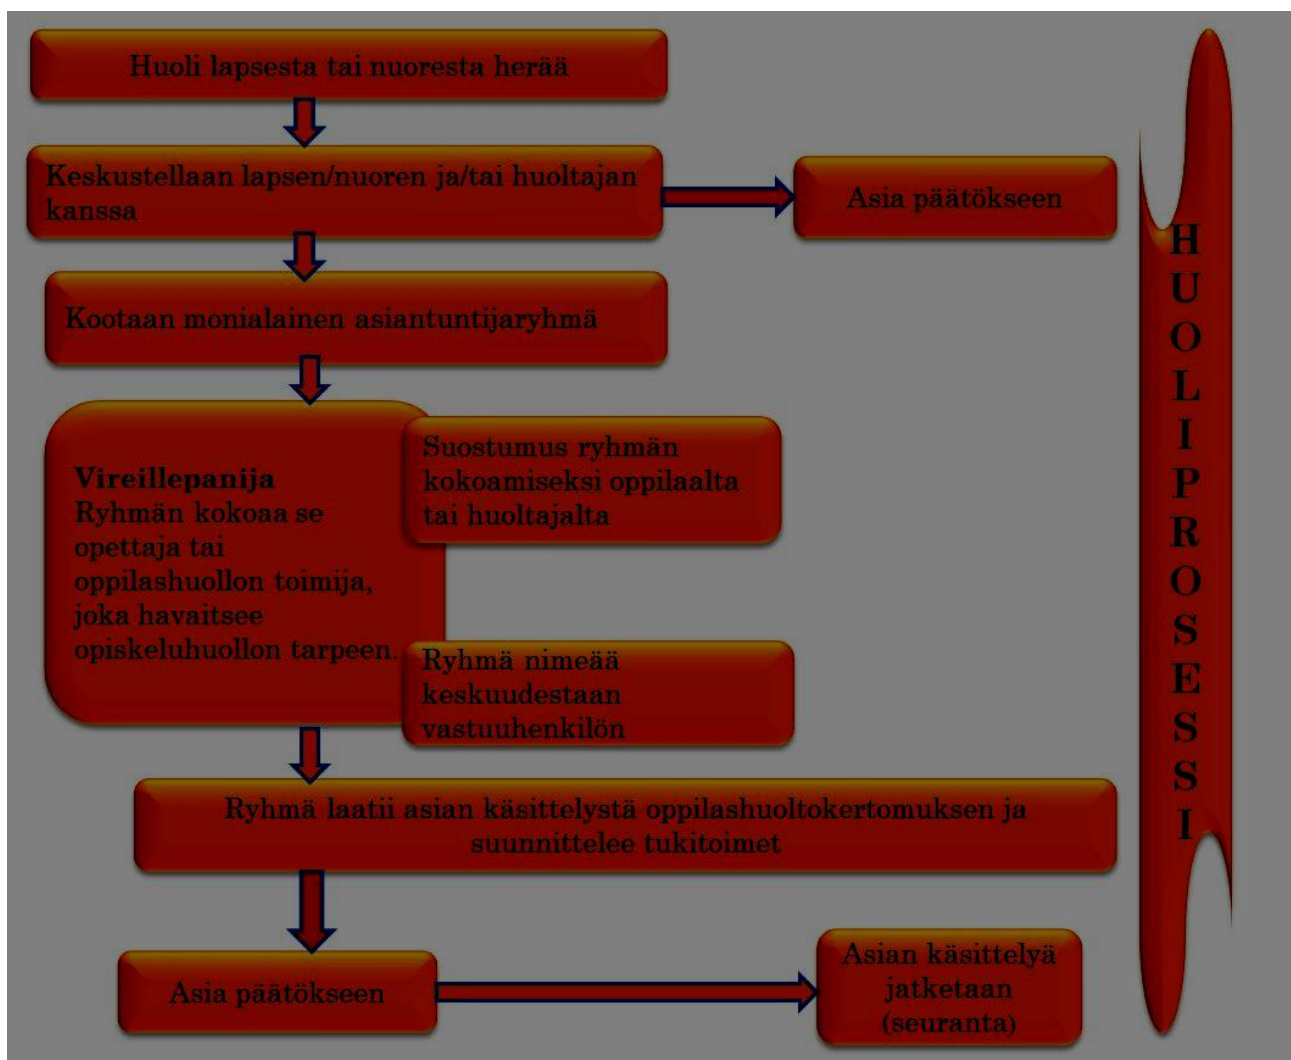 Huoli lapsesta tai nuoresta herää
Keskustellaan lapsen/nuoren ja/tai huoltajan
kanssa
Asia päätökseen
Kootaan monialainen asiantuntijaryhmä
Vireillepanija
Ryhmän kokoaa se
opettaja tai
oppilashuollon toimija,
joka havaitsee
opiskeluhuollon tarpeen.
Suostumus ryhmän
kokoamiseksi oppilaalta
tai huoltajalta
Ryhmä nimeää
keskuudestaan
vastuuhenkilön
Ryhmä laatii asian käsittelystä oppilashuoltokertomuksen ja
suunnittelee tukitoimet
Asia päätökseen
Asian käsittelyä
jatketaan
(seuranta)
HUOLIPROSESSI